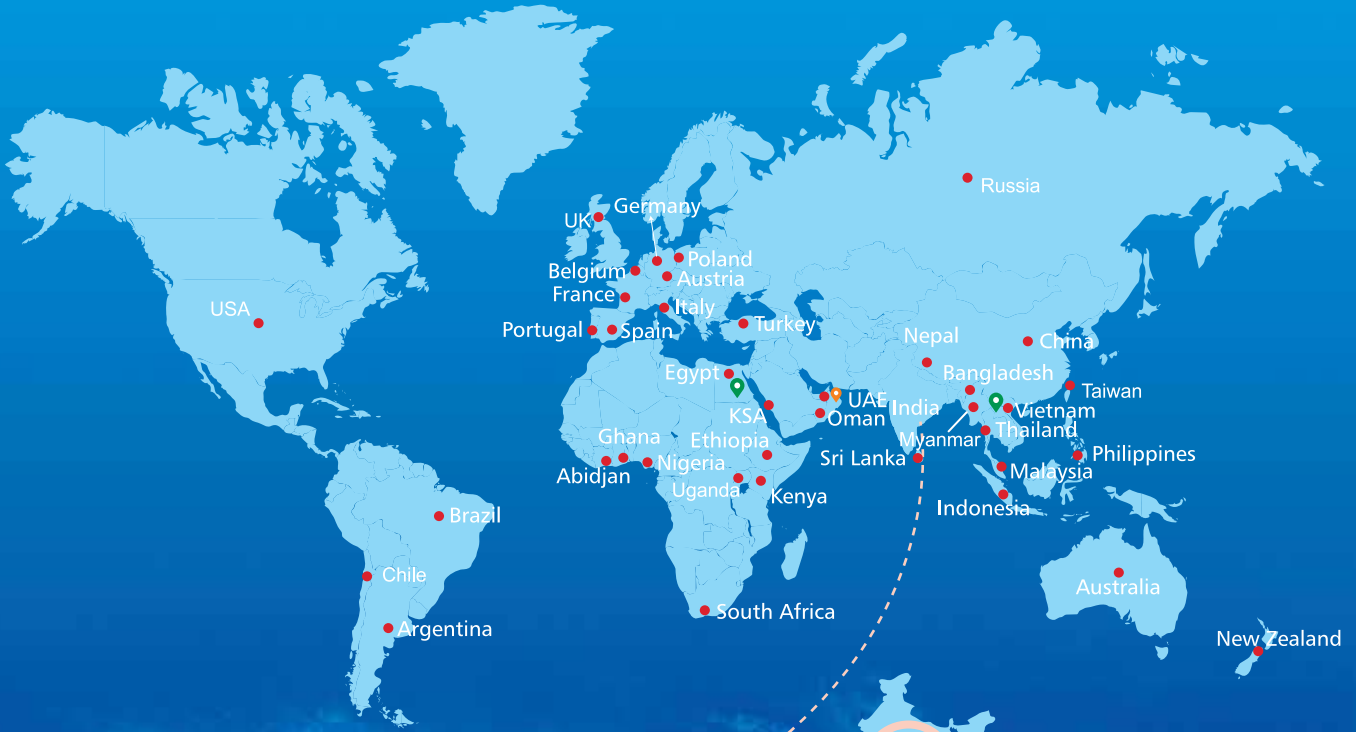 Russia
Germany
UK
Poland
Belgium
Austria
France
Italy
USA
Turkey
Portugal
Spain
Nepal
China
Egypt
Bangladesh
Taiwan
UAE
India
KSA
Oman
Vietnam
Ghana
Ethiopia
Myanmar
Thailand
Nigeria
Sri Lanka
Philippines
Abidjan
Malaysia
Uganda
Kenya
Indonesia
Brazil
Chile
Australia
South Africa
Argentina
New Zealand